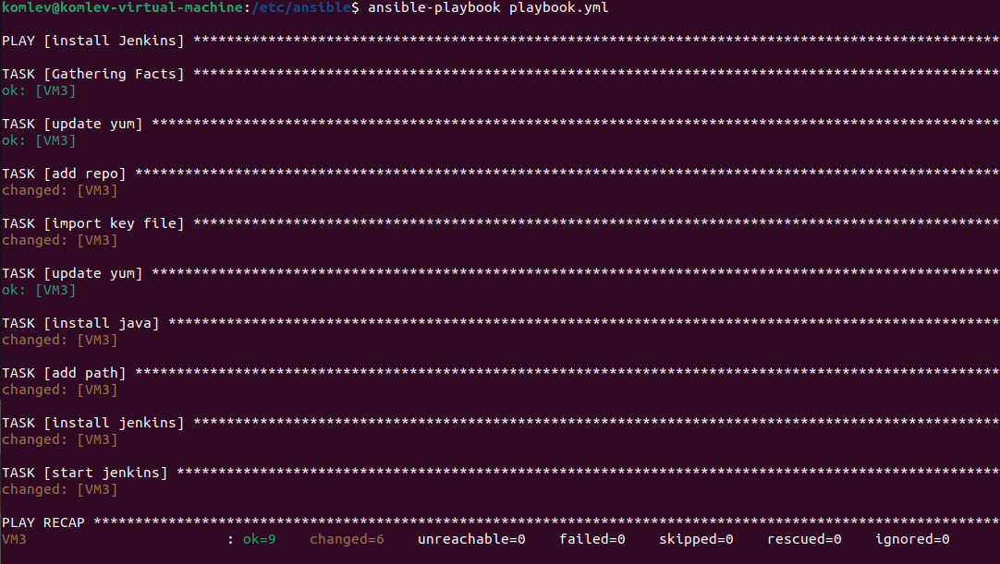 komlev@komlev-virtual-machine:/etc/ansible$ ansible-playbook playbook.yml
PLAY [install Jenkins] *************************************************************************************************
TASK [Gathering Facts] *************************************************************************************************
ok: [VM3]
TASK [update yum] ******************************************************************************************************
ok: [VM3]
TASK [add repo] ********************************************************************************************************
changed: [VM3]
TASK [import key file] *************************************************************************************************
changed: [VM3]
TASK [update yum] ******************************************************************************************************
ok: [VM3]
TASK [install java] ****************************************************************************************************
changed: [VM3]
TASK [add path] ********************************************************************************************************
changed: [VM3]
TASK [install jenkins] *************************************************************************************************
changed: [VM3]
TASK [start jenkins] ***************************************************************************************************
changed: [VM3]
PLAY RECAP *************************************************************************************************************
VM3                        : ok=9    changed=6    unreachable=0    failed=0    skipped=0    rescued=0    ignored=0